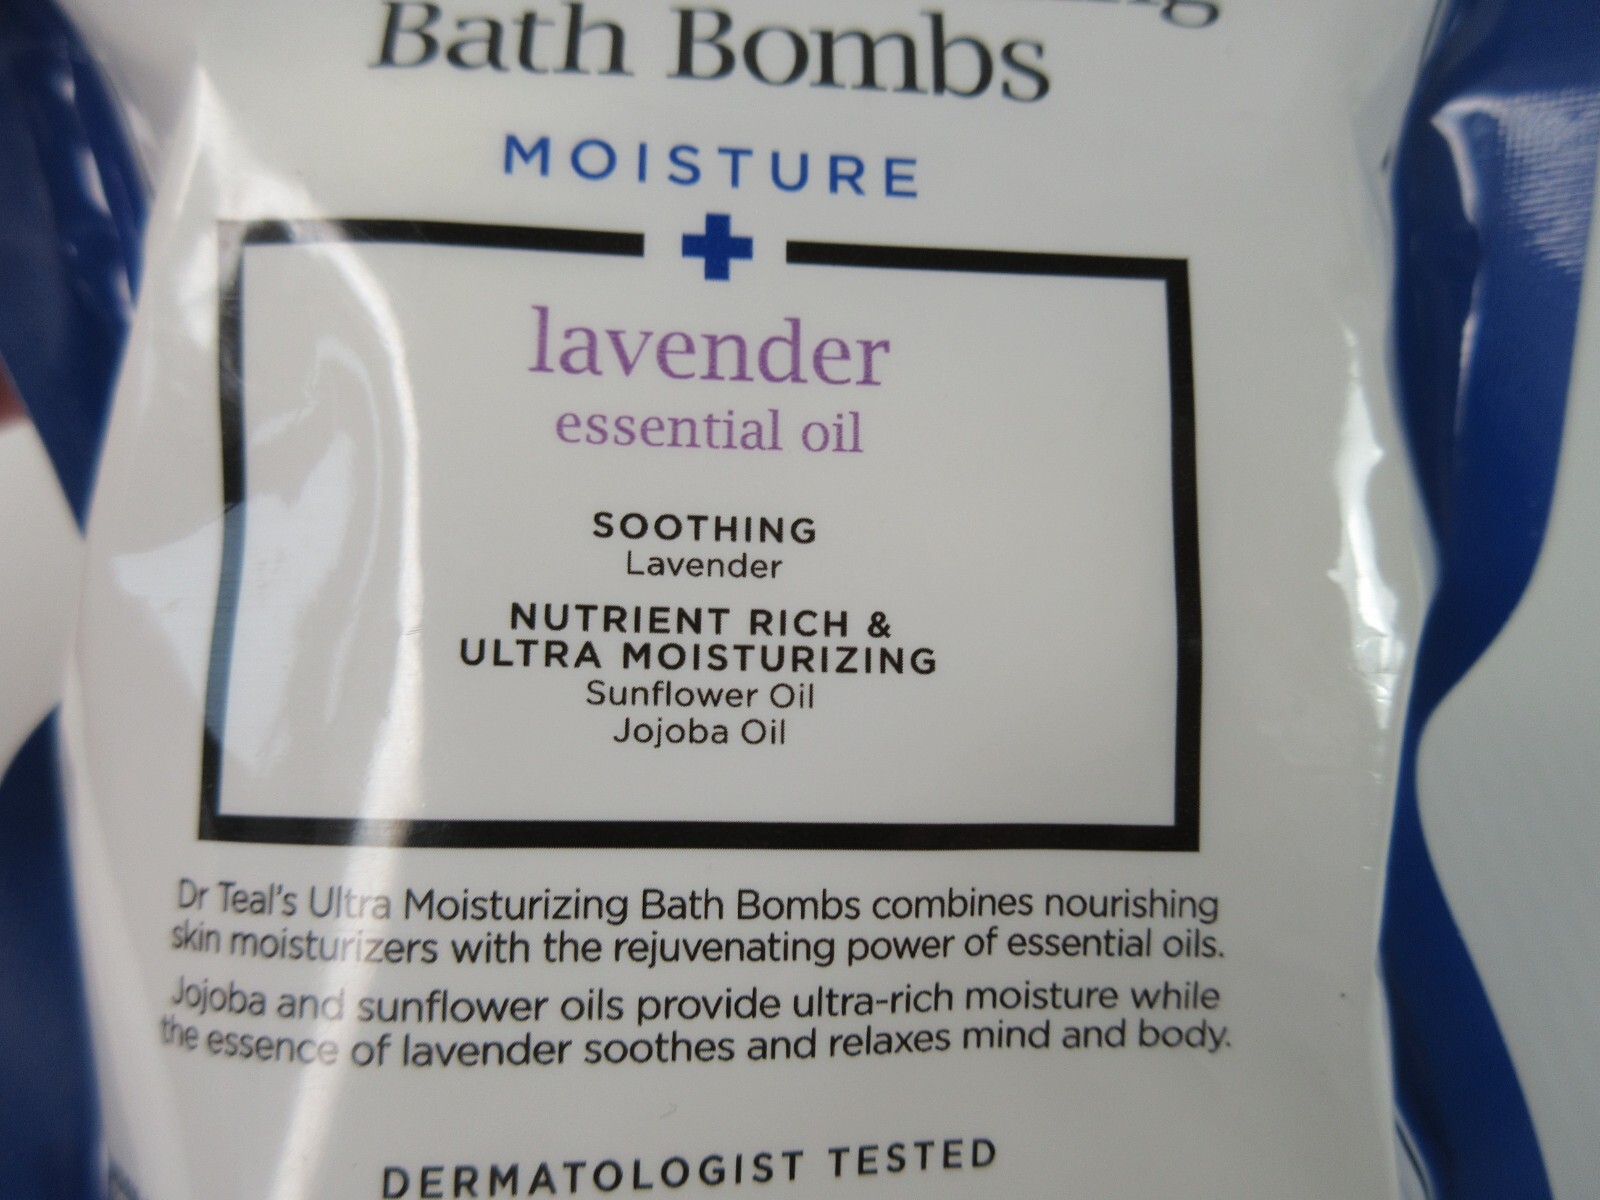 Bath Bombs
MOISTURE
lavender
essential oil
SOOTHING
Lavender
NUTRIENT RICH &
ULTRA MOISTURIZING
Sunflower Oil
Jojoba Oil
Dr Teal's Ultra Moisturizing Bath Bombs combines nourishing
skin moisturizers with the rejuvenating power of essential oils.
Jojoba and sunflower oils provide ultra-rich moisture while
the essence of lavender soothes and relaxes mind and body.
DERMATOLOGIST TESTED